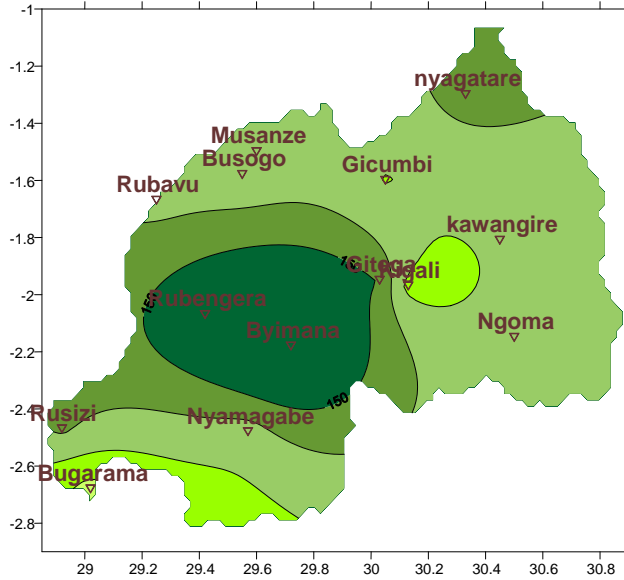 -1
-1.2
nyagatare
-1.4
Musanze
Busogo
Gicumbi
-1.6
Rubavu
kawangire
-1.8
Gitega
Kigali
-2
150
Rubengera
Ngoma
Byimana
-2.2
150
-2.4
Rusizi
Nyamagabe
-2.6
Bugarama
-2.8
29 29.2 29.4 29.6 29.8 30 30.2 30.4 30.6 30.8